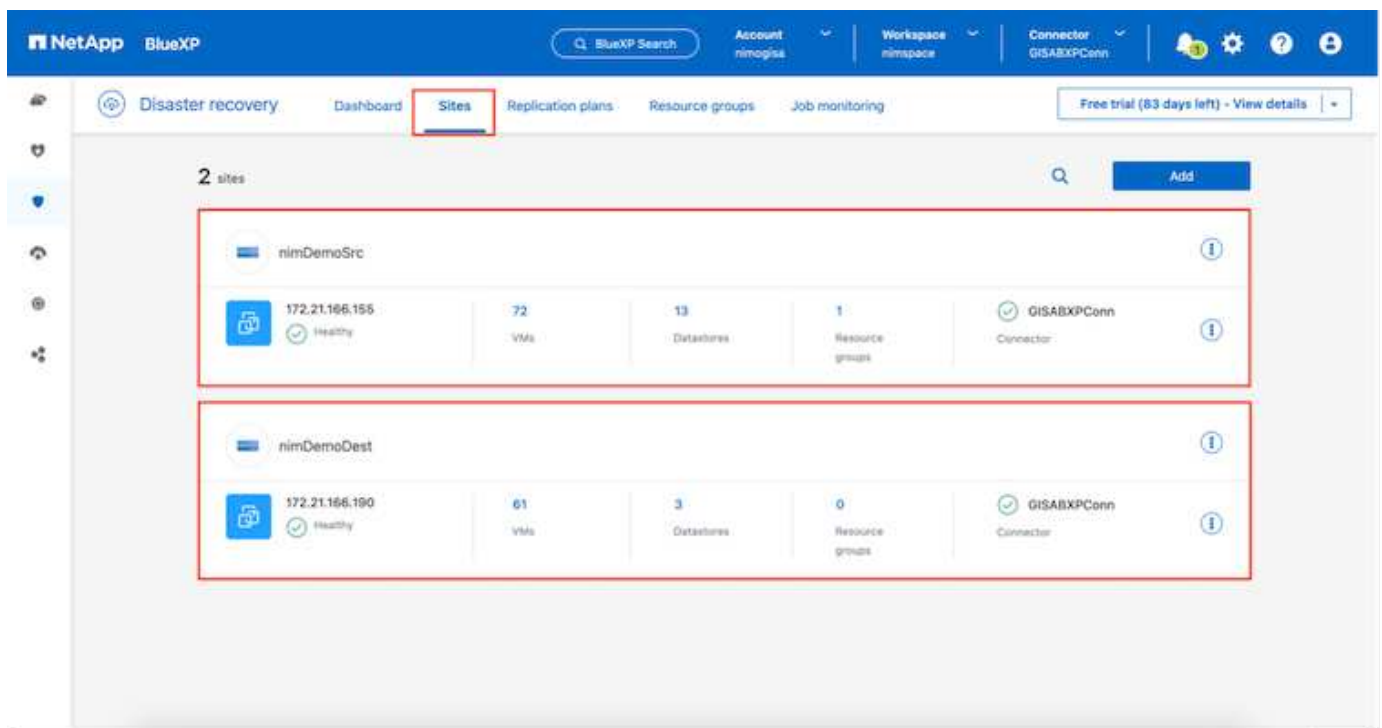 NetApp BlueXP
BlueXP Search
Account
nimogisa
Workspace
nimspace
Connector
GISABXPConn
1
Disaster recovery
Dashboard
Sites
Replication plans
Resource groups
Job monitoring
Free trial (83 days left) - View details
2 sites
Add
nimDemoSrc
172.21.166.155
Healthy
72
VMs
13
Datastores
1
Resource
groups
GISABXPConn
Connector
nimDemoDest
172.21.166.190
Healthy
61
VMs
3
Datastores
0
Resource
groups
GISABXPConn
Connector